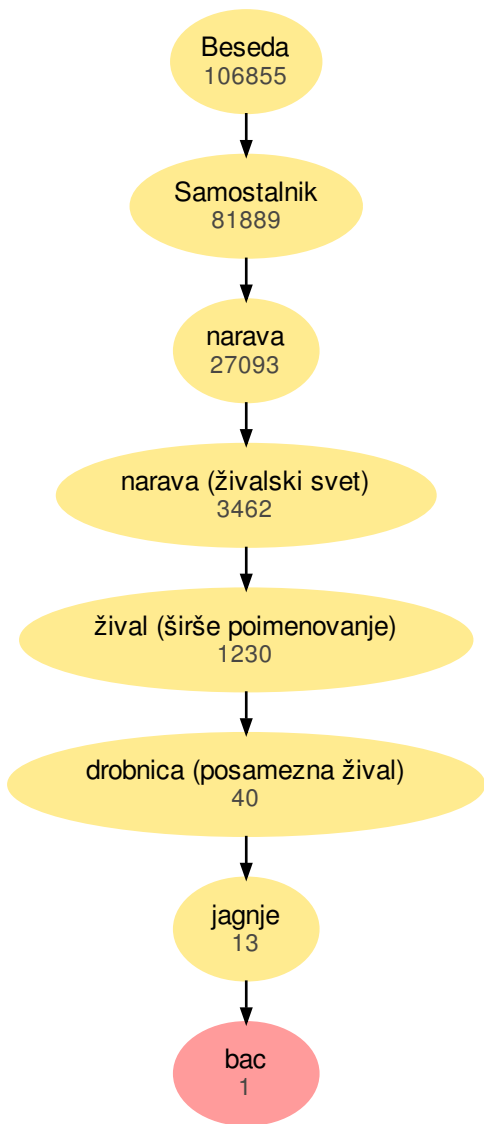 Beseda
106855
Samostalnik
81889
narava
27093
narava (živalski svet)
3462
žival (širše poimenovanje)
1230
drobnica (posamezna žival)
40
jagnje
13
bac
1